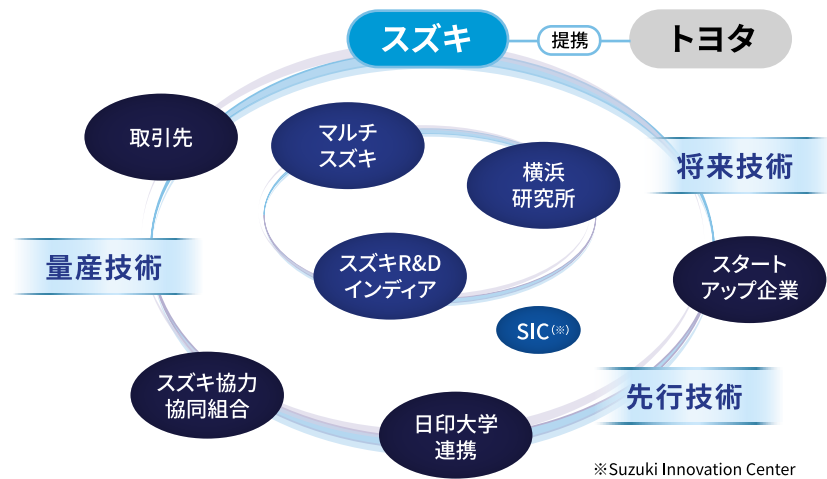 スズキ
提携
トヨタ
取引先
マルチ
スズキ
横浜
研究所
将来技術
量産技術
スズキR&D
インディア
スタート
アップ企業
SIC(※)
スズキ協力
協同組合
日印大学
連携
先行技術
※Suzuki Innovation Center